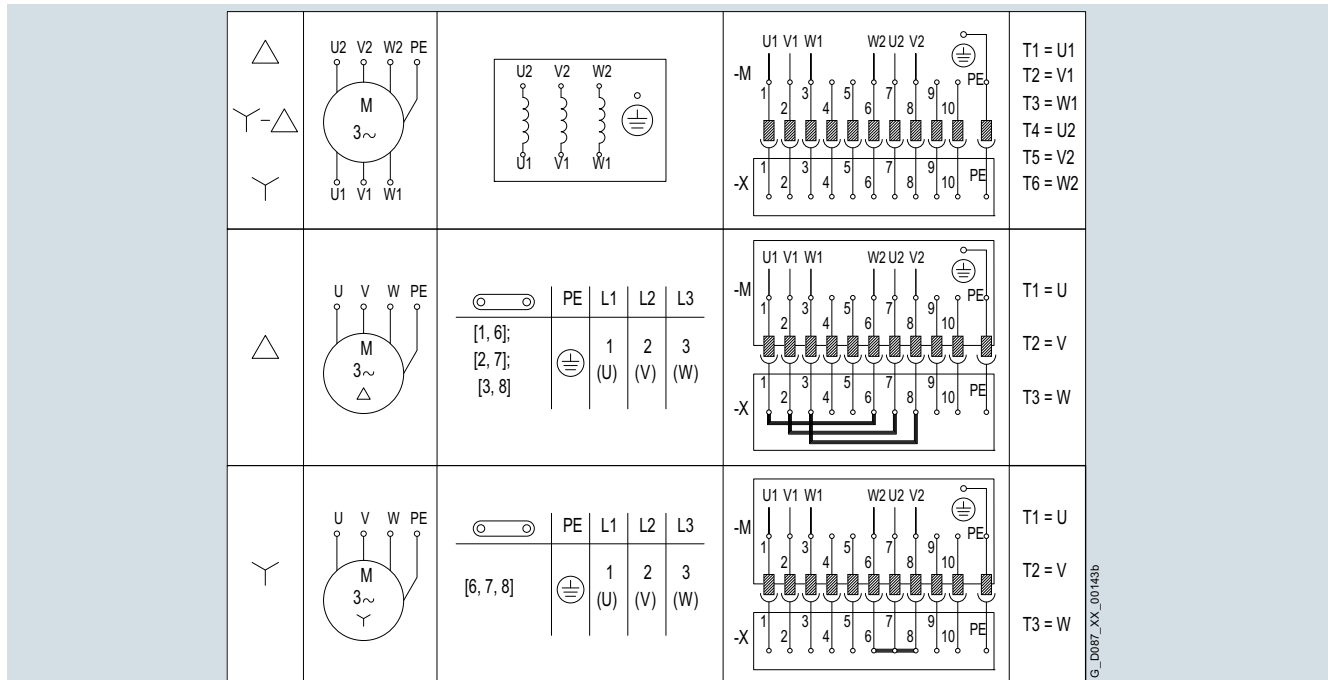 U2 V2 W2 PE
M
3~
U1 V1 W1
U2 V2 W2
U1 V1 W1
-M
U1 V1 W1 W2 U2 V2
PE
1 2 3 4 5 6 7 8 9 10
-X
1 2 3 4 5 6 7 8 9 10 PE
T1 = U1
T2 = V1
T3 = W1
T4 = U2
T5 = V2
T6 = W2
U V W PE
M
3~
PE L1 L2 L3
[1, 6];
[2, 7];
[3, 8]
1 2 3
(U) (V) (W)
-M
U1 V1 W1 W2 U2 V2
PE
1 2 3 4 5 6 7 8 9 10
-X
1 2 3 4 5 6 7 8 9 10 PE
T1 = U
T2 = V
T3 = W
U V W PE
M
3~
PE L1 L2 L3
[6, 7, 8]
1 2 3
(U) (V) (W)
-M
U1 V1 W1 W2 U2 V2
PE
1 2 3 4 5 6 7 8 9 10
-X
1 2 3 4 5 6 7 8 9 10 PE
T1 = U
T2 = V
T3 = W
G_D087_XX_00143b